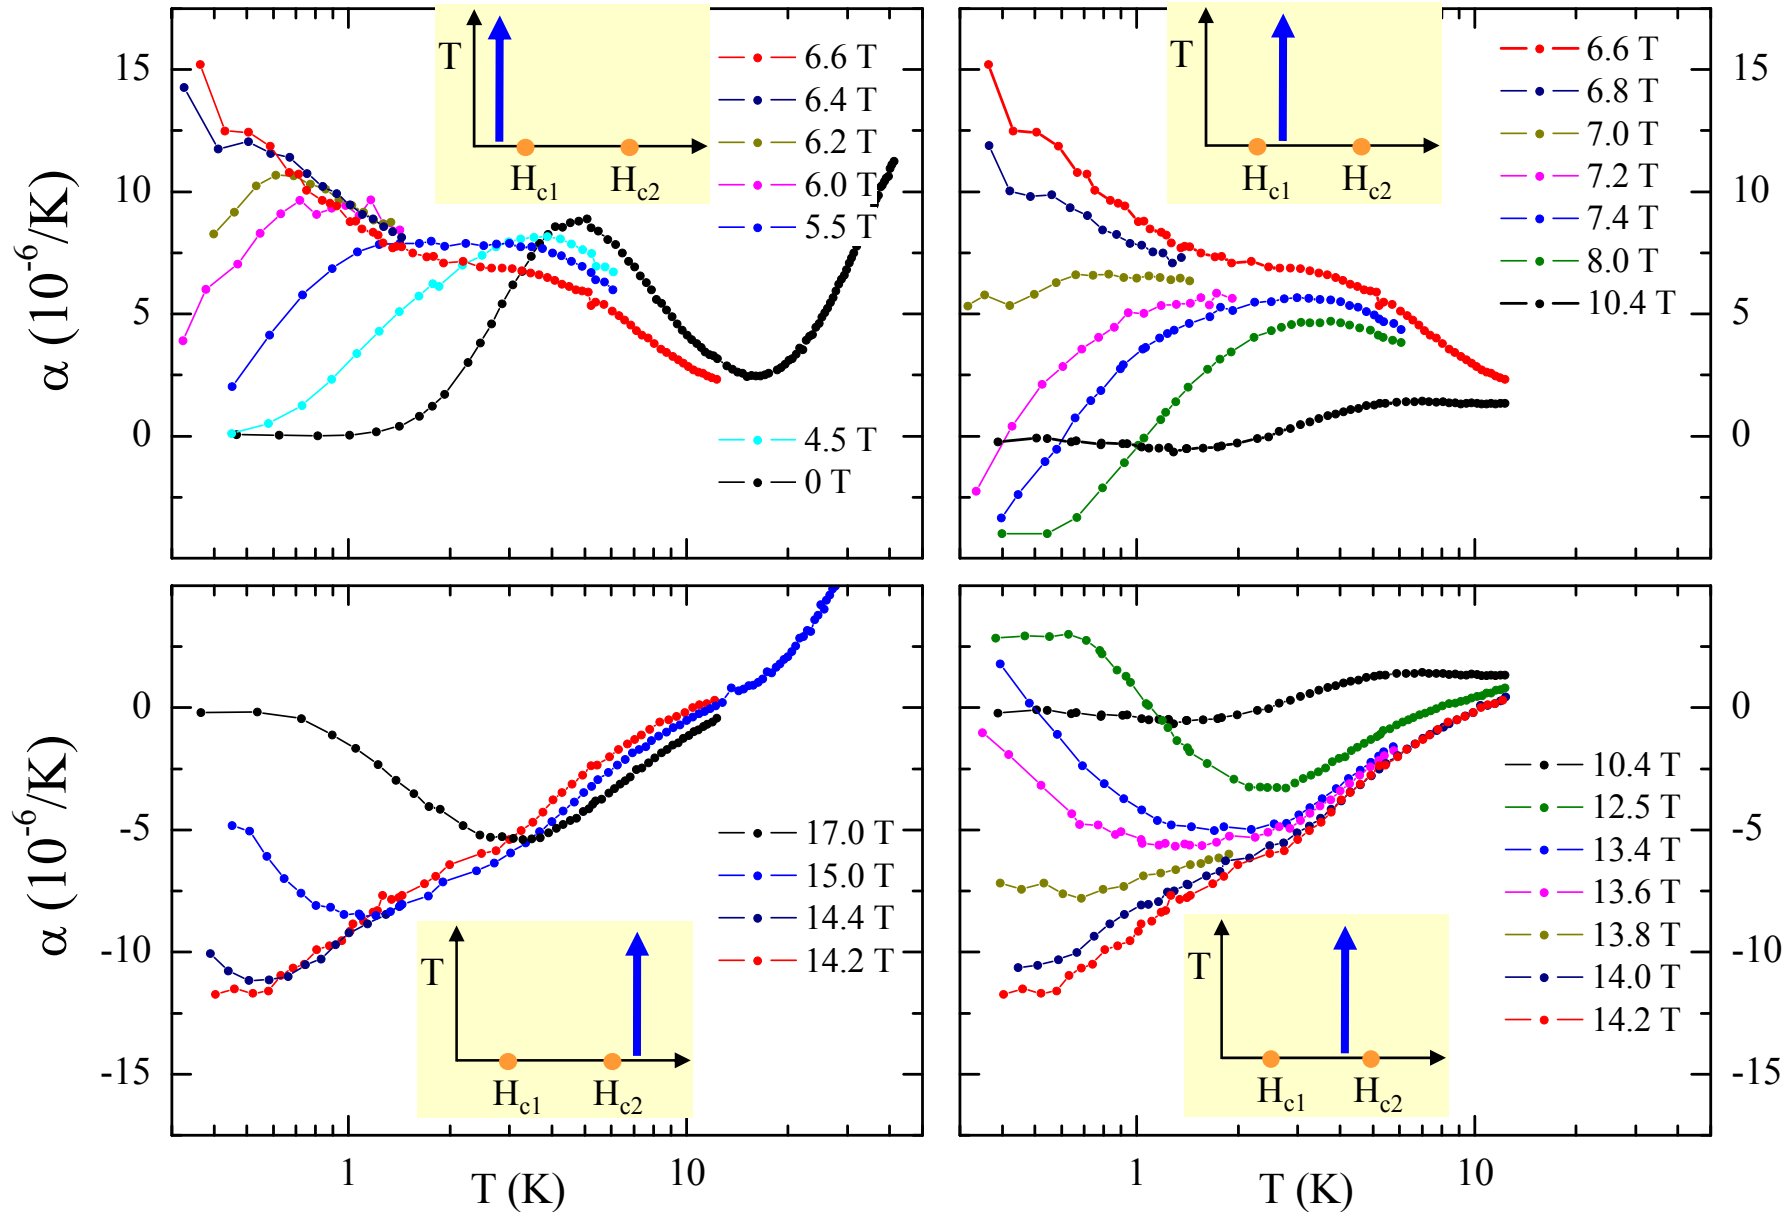 α (10⁻⁶/K)
15
10
5
0
T
H_c1
H_c2
6.6 T
6.4 T
6.2 T
6.0 T
5.5 T
4.5 T
0 T
T
H_c1
H_c2
6.6 T
6.8 T
7.0 T
7.2 T
7.4 T
8.0 T
10.4 T
15
10
5
0
α (10⁻⁶/K)
0
-5
-10
-15
17.0 T
15.0 T
14.4 T
14.2 T
T
H_c1
H_c2
1
10
T (K)
10.4 T
12.5 T
13.4 T
13.6 T
13.8 T
14.0 T
14.2 T
T
H_c1
H_c2
0
-5
-10
-15
1
10
T (K)